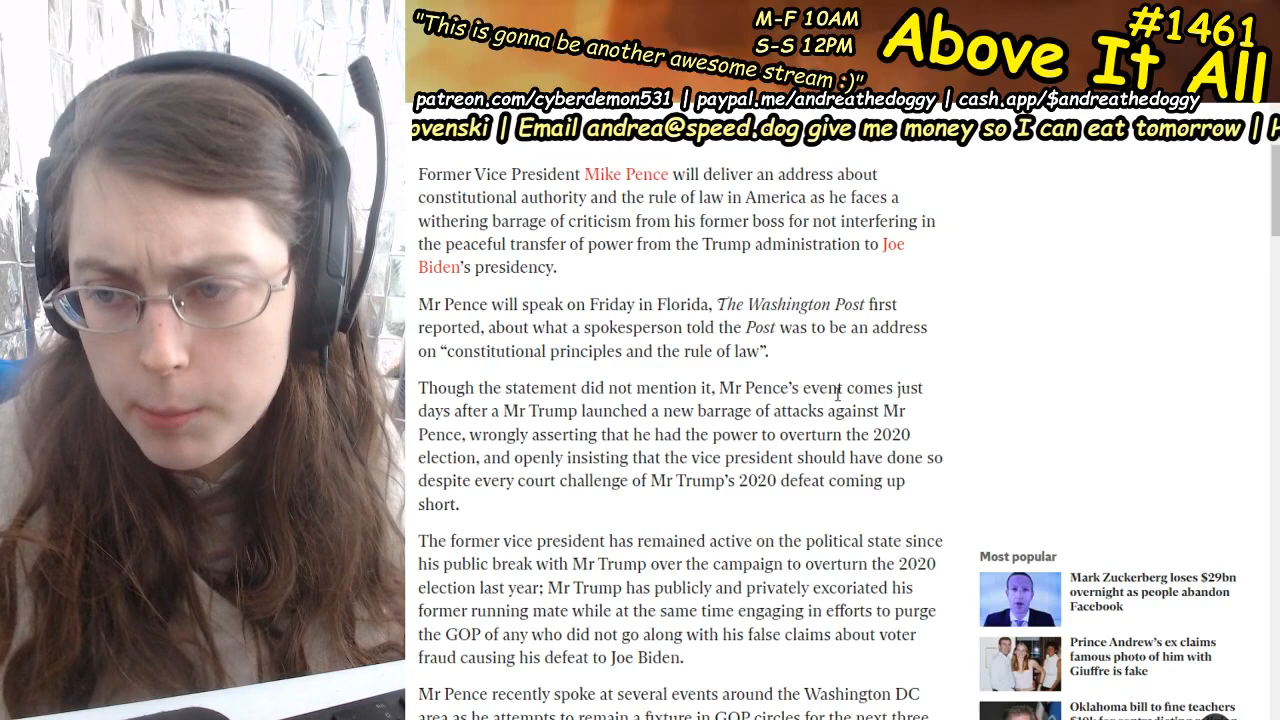 "This is gonna be another awesome stream :)"
M-F 10AM
S-S 12PM
Above It All
#1461
patreon.com/cyberdemon531 | paypal.me/andreathedoggy | cash.app/$andreathedoggy
ovenski | Email andrea@speed.dog give me money so I can eat tomorrow |
Former Vice President Mike Pence will deliver an address about
constitutional authority and the rule of law in America as he faces a
withering barrage of criticism from his former boss for not interfering in
the peaceful transfer of power from the Trump administration to Joe
Biden's presidency.
Mr Pence will speak on Friday in Florida, The Washington Post first
reported, about what a spokesperson told the Post was to be an address
on “constitutional principles and the rule of law”.
Though the statement did not mention it, Mr Pence's event comes just
days after a Mr Trump launched a new barrage of attacks against Mr
Pence, wrongly asserting that he had the power to overturn the 2020
election, and openly insisting that the vice president should have done so
despite every court challenge of Mr Trump's 2020 defeat coming up
short.
The former vice president has remained active on the political state since
his public break with Mr Trump over the campaign to overturn the 2020
election last year; Mr Trump has publicly and privately excoriated his
former running mate while at the same time engaging in efforts to purge
the GOP of any who did not go along with his false claims about voter
fraud causing his defeat to Joe Biden.
Mr Pence recently spoke at several events around the Washington DC
area as he attempts to remain a fixture in GOP circles for the next three
Most popular
Mark Zuckerberg loses $29bn
overnight as people abandon
Facebook
Prince Andrew's ex claims
famous photo of him with
Giuffre is fake
Oklahoma bill to fine teachers
$10k for contradicting